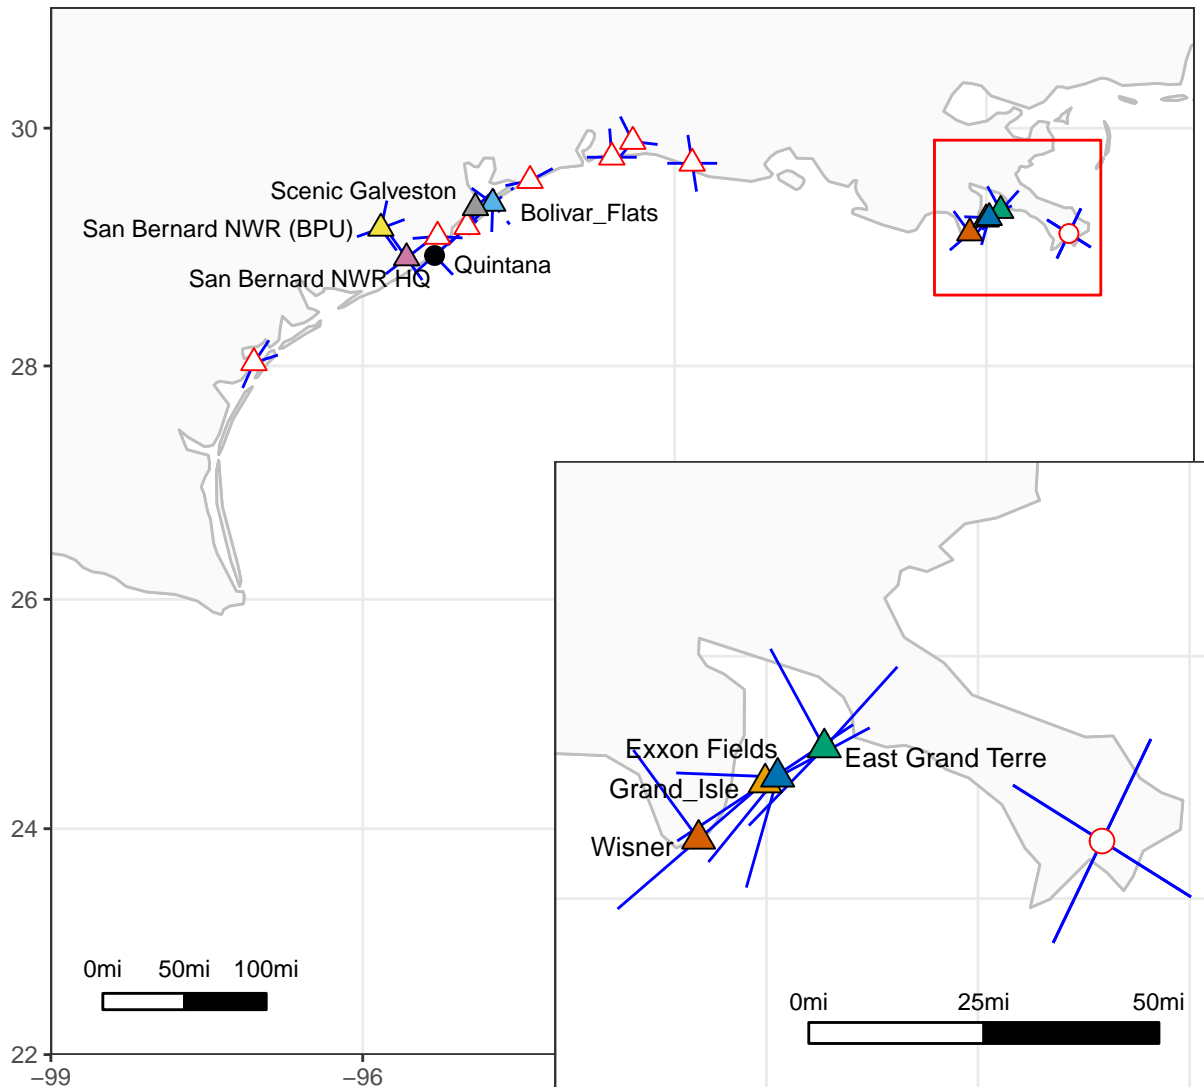 30
Scenic Galveston
Bolivar_Flats
San Bernard NWR (BPU)
Quintana
San Bernard NWR HQ
28
26
Exxon Fields
East Grand Terre
Grand_Isle
24
Wisner
0mi 50mi 100mi
0mi 25mi 50mi
22
−99 −96